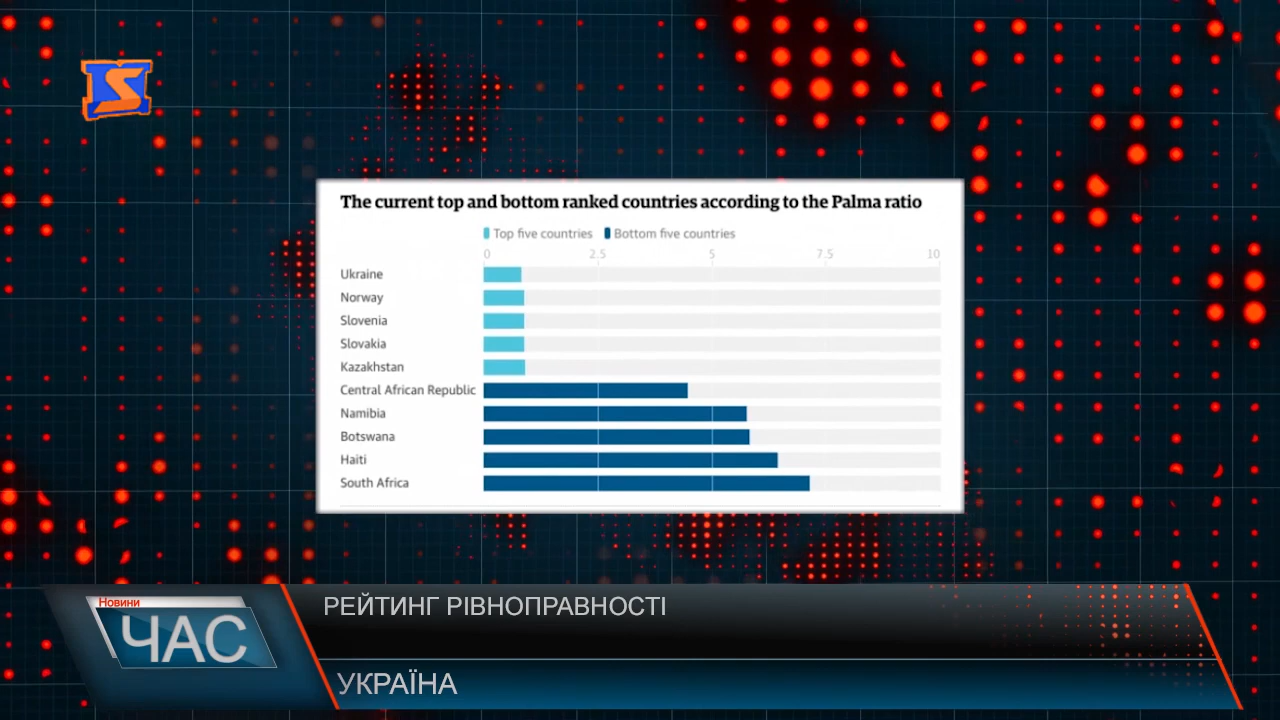 The current top and bottom ranked countries according to the Palma ratio
Top five countries Bottom five countries
0 2.5 5 7.5 10
Ukraine
Norway
Slovenia
Slovakia
Kazakhstan
Central African Republic
Namibia
Botswana
Haiti
South Africa
Новини
ЧАС
РЕЙТИНГ РІВНОПРАВНОСТІ
УКРАЇНА